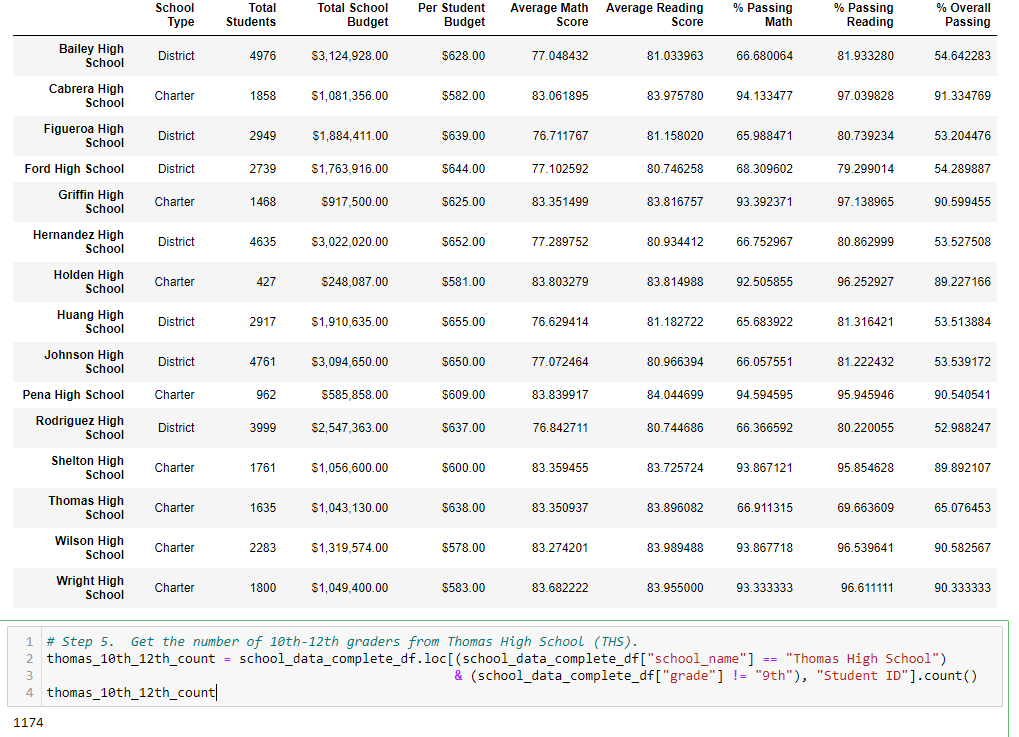 School Type Total Students Total School Budget Per Student Budget Average Math Score Average Reading Score % Passing Math % Passing Reading % Overall Passing
Bailey High School District 4976 $3,124,928.00 $628.00 77.048432 81.033963 66.680064 81.933280 54.642283
Cabrera High School Charter 1858 $1,081,356.00 $582.00 83.061895 83.975780 94.133477 97.039828 91.334769
Figueroa High School District 2949 $1,884,411.00 $639.00 76.711767 81.158020 65.988471 80.739234 53.204476
Ford High School District 2739 $1,763,916.00 $644.00 77.102592 80.746258 68.309602 79.299014 54.289887
Griffin High School Charter 1468 $917,500.00 $625.00 83.351499 83.816757 93.392371 97.138965 90.599455
Hernandez High School District 4635 $3,022,020.00 $652.00 77.289752 80.934412 66.752967 80.862999 53.527508
Holden High School Charter 427 $248,087.00 $581.00 83.803279 83.814988 92.505855 96.252927 89.227166
Huang High School District 2917 $1,910,635.00 $655.00 76.629414 81.182722 65.683922 81.316421 53.513884
Johnson High School District 4761 $3,094,650.00 $650.00 77.072464 80.966394 66.057551 81.222432 53.539172
Pena High School Charter 962 $585,858.00 $609.00 83.839917 84.044699 94.594595 95.945946 90.540541
Rodriguez High School District 3999 $2,547,363.00 $637.00 76.842711 80.744686 66.366592 80.220055 52.988247
Shelton High School Charter 1761 $1,056,600.00 $600.00 83.359455 83.725724 93.867121 95.854628 89.892107
Thomas High School Charter 1635 $1,043,130.00 $638.00 83.350937 83.896082 66.911315 69.663609 65.076453
Wilson High School Charter 2283 $1,319,574.00 $578.00 83.274201 83.989488 93.867718 96.539641 90.582567
Wright High School Charter 1800 $1,049,400.00 $583.00 83.682222 83.955000 93.333333 96.611111 90.333333
1 # Step 5.  Get the number of 10th-12th graders from Thomas High School (THS).
2 thomas_10th_12th_count = school_data_complete_df.loc[(school_data_complete_df["school_name"] == "Thomas High School")
3 & (school_data_complete_df["grade"] != "9th"), "Student ID"].count()
4 thomas_10th_12th_count
1174